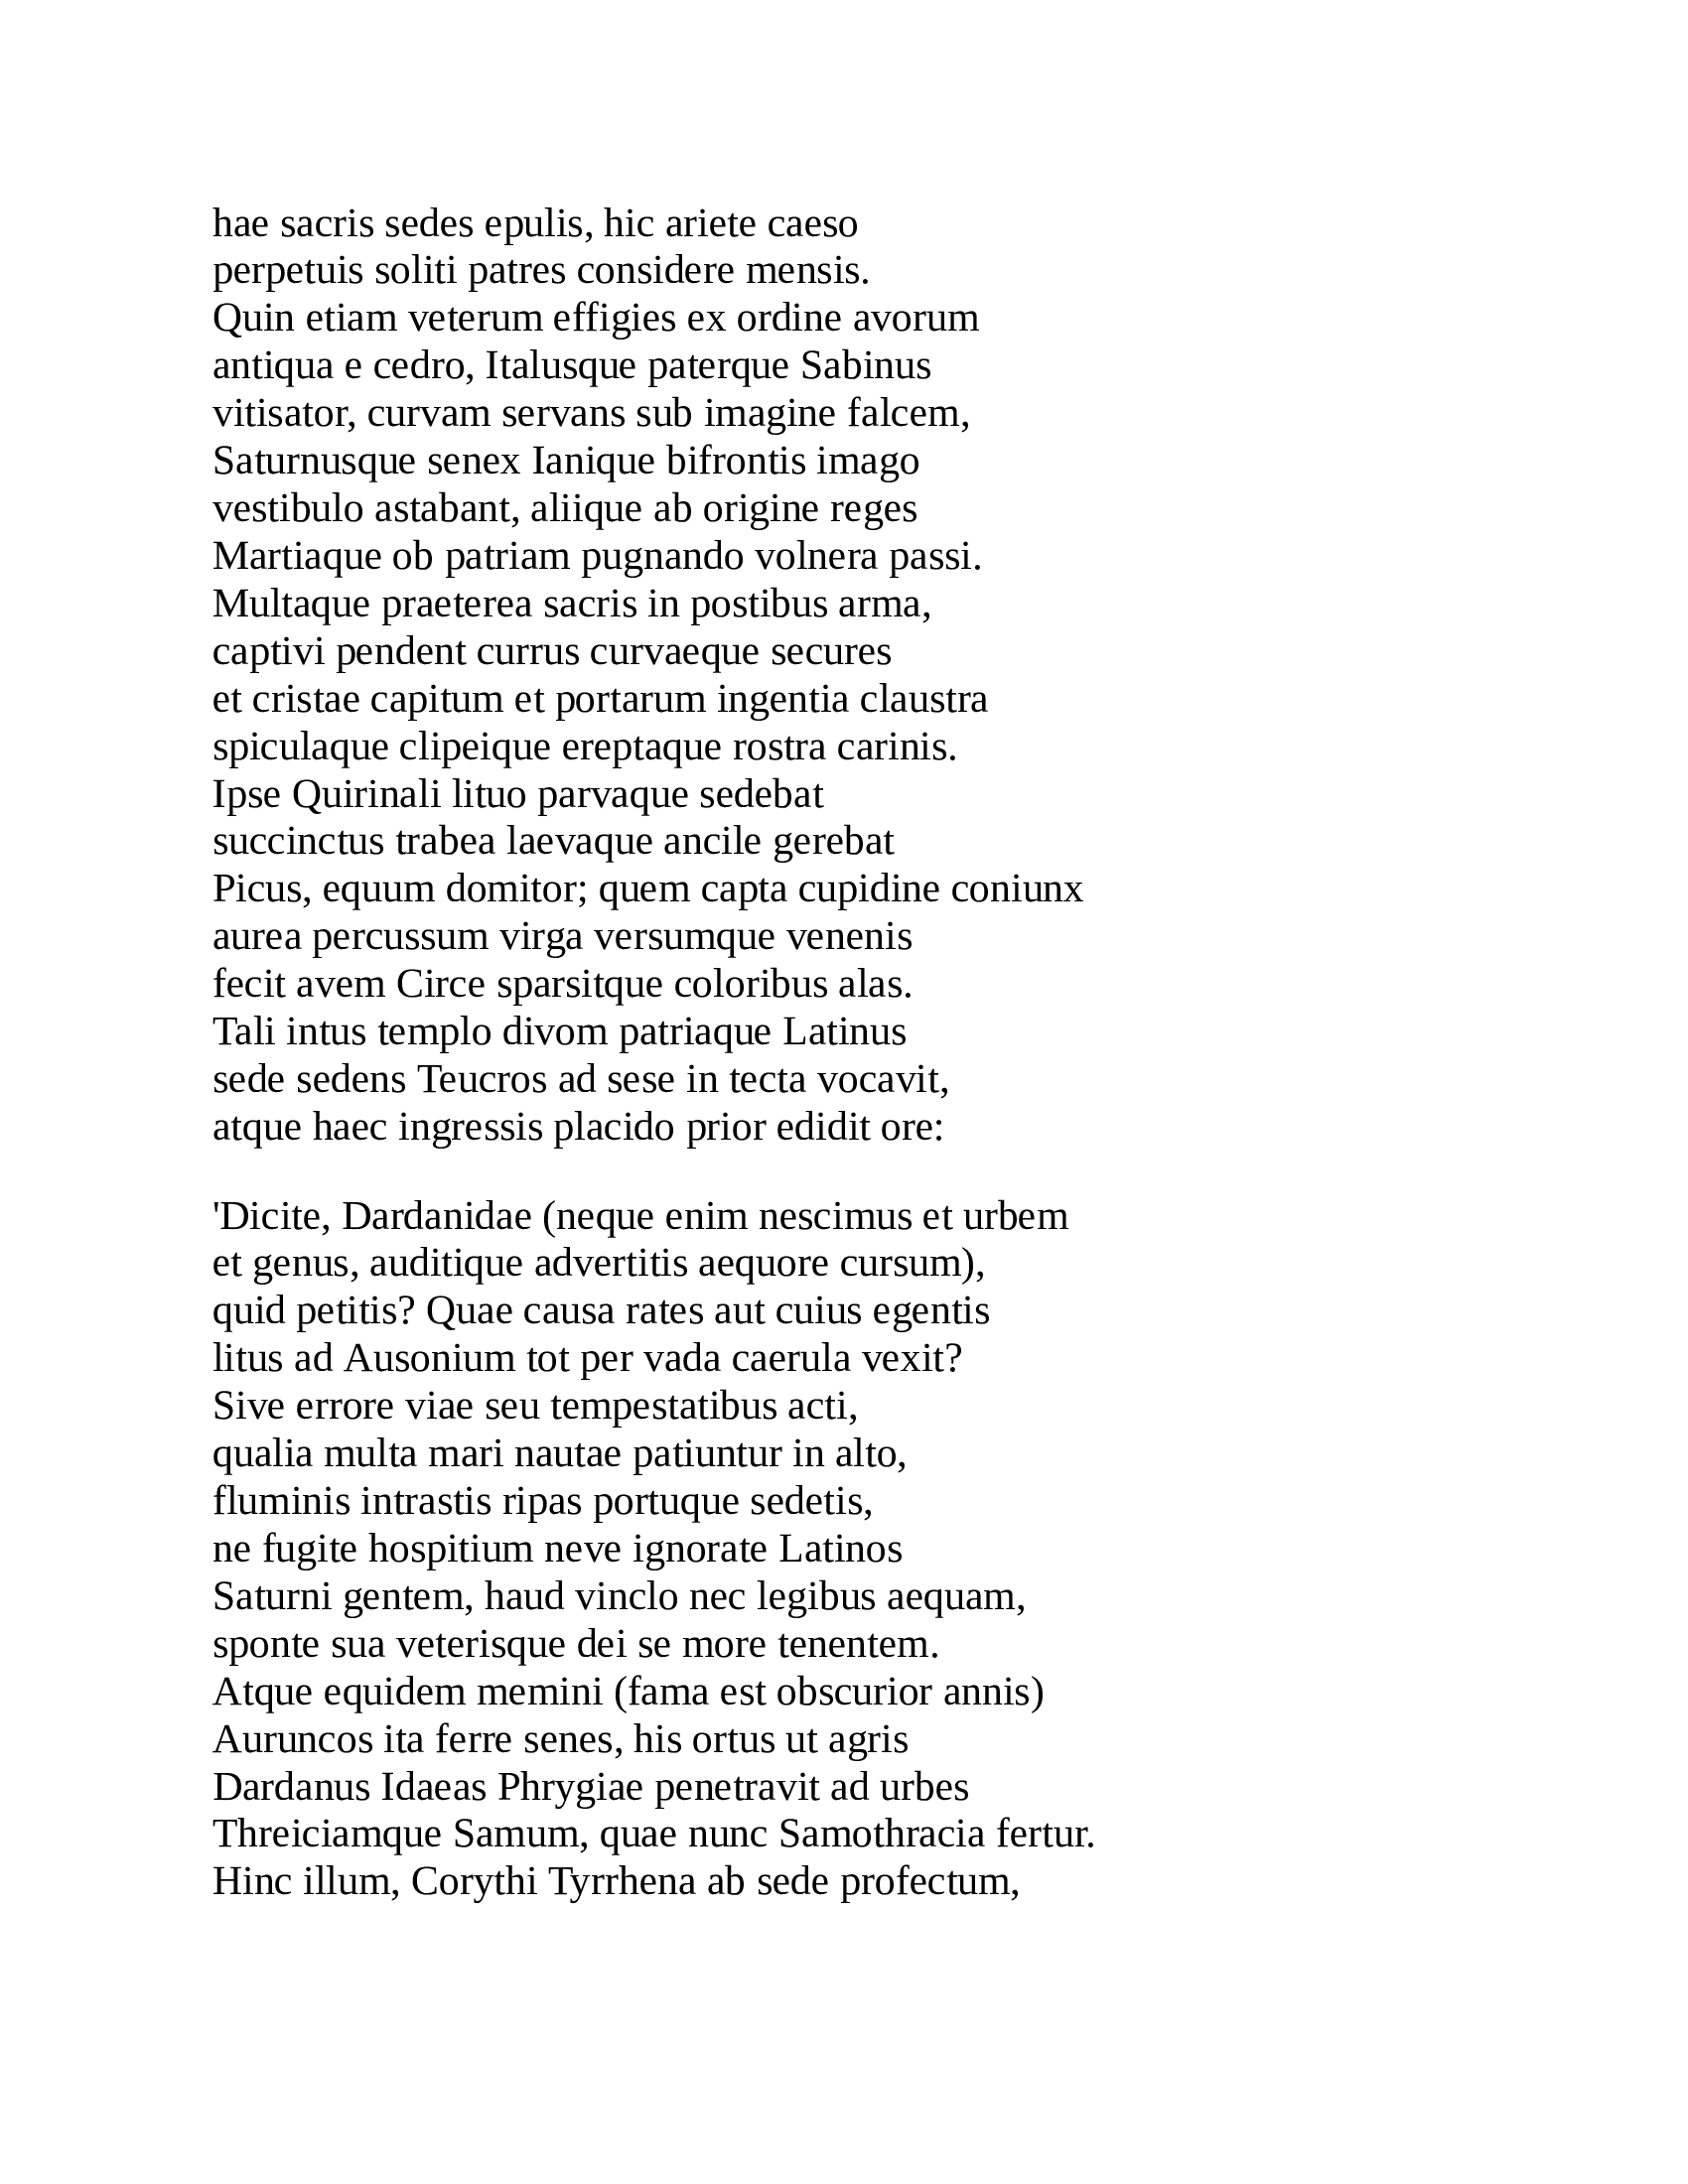 hae sacris sedes epulis, hic ariete caeso
perpetuis soliti patres considere mensis.
Quin etiam veterum effigies ex ordine avorum
antiqua e cedro, Italusque paterque Sabinus
vitisator, curvam servans sub imagine falcem,
Saturnusque senex Ianique bifrontis imago
vestibulo astabant, aliique ab origine reges
Martiaque ob patriam pugnando volnera passi.
Multaque praeterea sacris in postibus arma,
captivi pendent currus curvaeque secures
et cristae capitum et portarum ingentia claustra
spiculaque clipeique ereptaque rostra carinis.
Ipse Quirinali lituo parvaque sedebat
succinctus trabea laevaque ancile gerebat
Picus, equum domitor; quem capta cupidine coniunx
aurea percussum virga versumque venenis
fecit avem Circe sparsitque coloribus alas.
Tali intus templo divom patriaque Latinus
sede sedens Teucros ad sese in tecta vocavit,
atque haec ingressis placido prior edidit ore:

'Dicite, Dardanidae (neque enim nescimus et urbem
et genus, auditique advertitis aequore cursum),
quid petitis? Quae causa rates aut cuius egentis
litus ad Ausonium tot per vada caerula vexit?
Sive errore viae seu tempestatibus acti,
qualia multa mari nautae patiuntur in alto,
fluminis intrastis ripas portuque sedetis,
ne fugite hospitium neve ignorate Latinos
Saturni gentem, haud vinclo nec legibus aequam,
sponte sua veterisque dei se more tenentem.
Atque equidem memini (fama est obscurior annis)
Auruncos ita ferre senes, his ortus ut agris
Dardanus Idaeas Phrygiae penetravit ad urbes
Threiciamque Samum, quae nunc Samothracia fertur.
Hinc illum, Corythi Tyrrhena ab sede profectum,